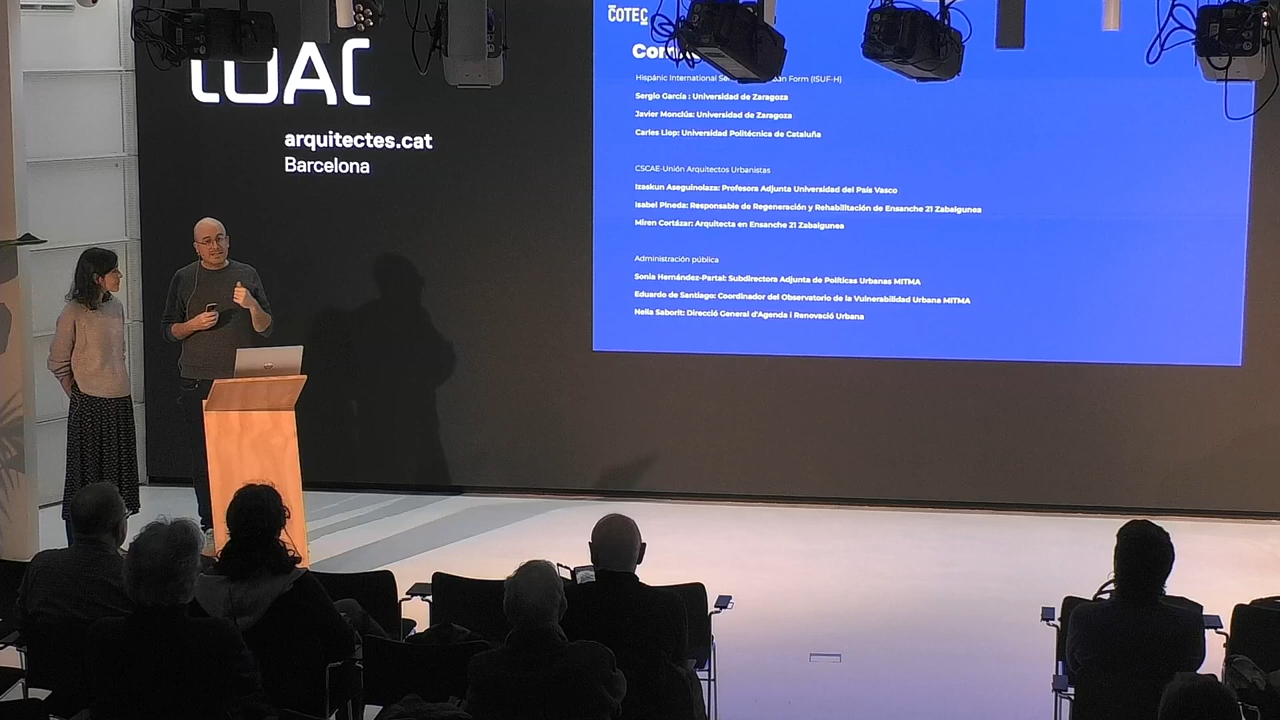 COAC
arquitectes.cat
Barcelona
COTEC
Hispánic International Form (ISUF-H)
Sergio García : Universidad de Zaragoza
Javier Monclús: Universidad de Zaragoza
Carles Llop: Universidad Politécnica de Cataluña
CSCAE-Unión Arquitectos Urbanistas
Izaskun Aseguinolaza: Profesora Adjunta Universidad del País Vasco
Isabel Pineda: Responsable de Regeneración y Rehabilitación de Ensanche 21 Zabalgunea
Miren Cortázar: Arquitecta en Ensanche 21 Zabalgunea
Administración pública
Sonia Hernández-Partal: Subdirectora Adjunta de Políticas Urbanas MITMA
Eduardo de Santiago: Coordinador del Observatorio de la Vulnerabilidad Urbana MITMA
Nelia Saborit: Direcció General d'Agenda i Renovació Urbana